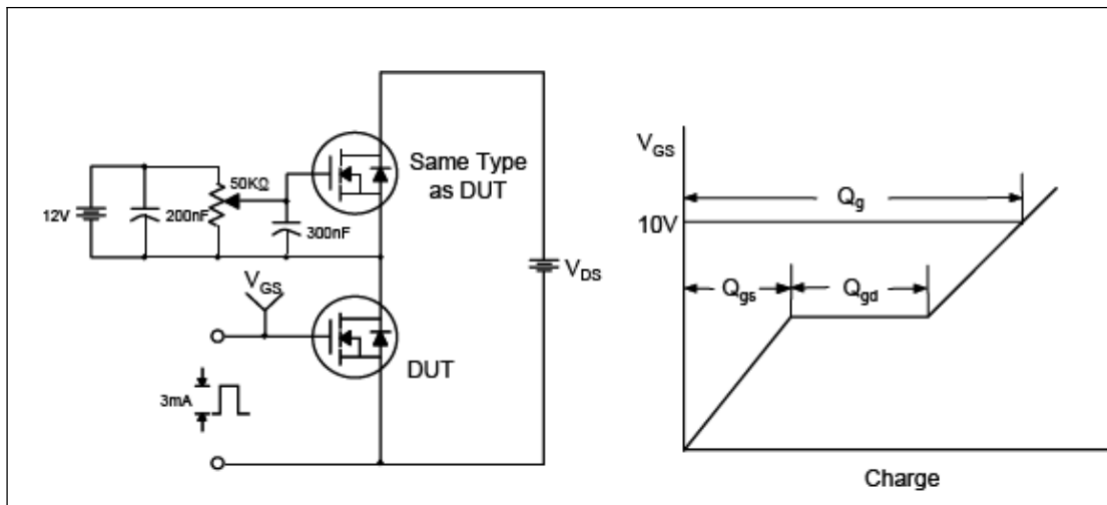 Same Type
as DUT
50KΩ
12V
200nF
300nF
V_GS
V_DS
DUT
3mA
V_GS
Q_g
10V
Q_gs
Q_gd
Charge